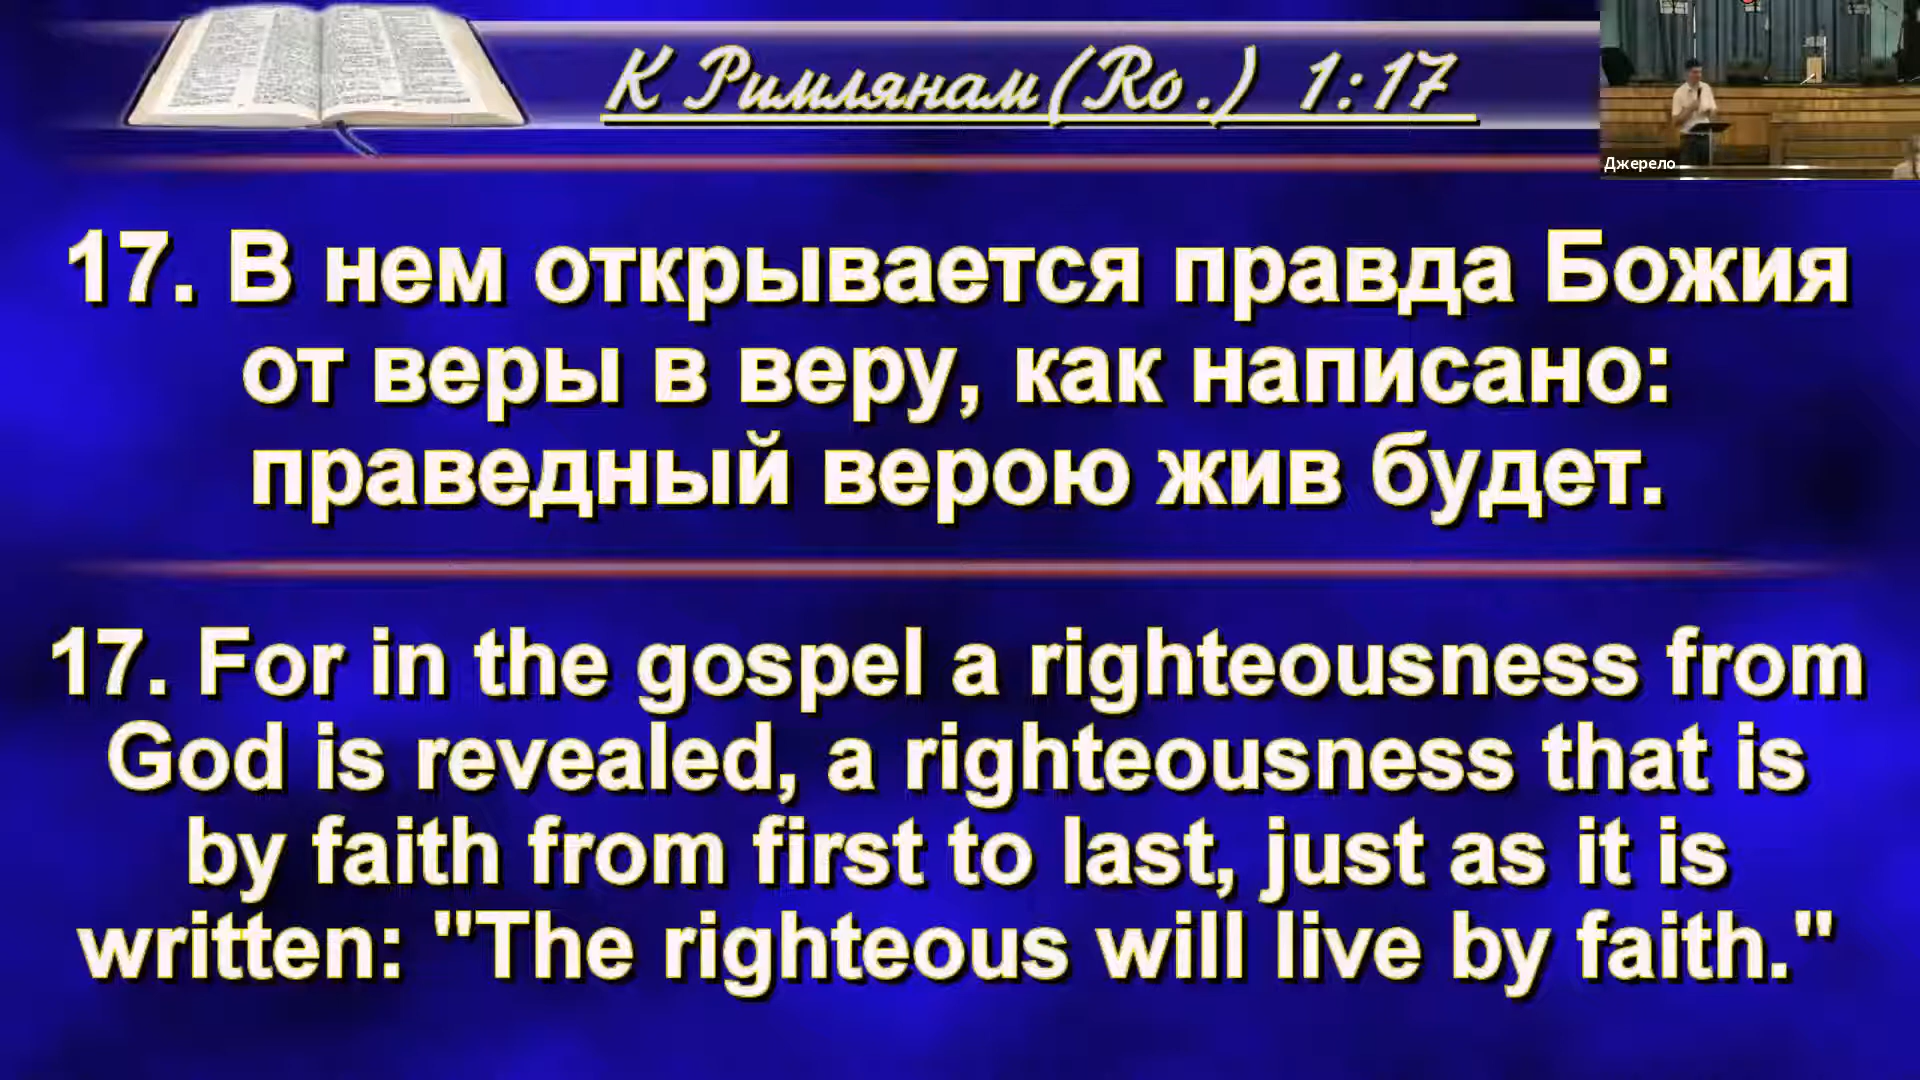 К Римлянам(Ro.) 1:17
Джерело
17. В нем открывается правда Божия
от веры в веру, как написано:
праведный верою жив будет.
17. For in the gospel a righteousness from
God is revealed, a righteousness that is
by faith from first to last, just as it is
written: "The righteous will live by faith."